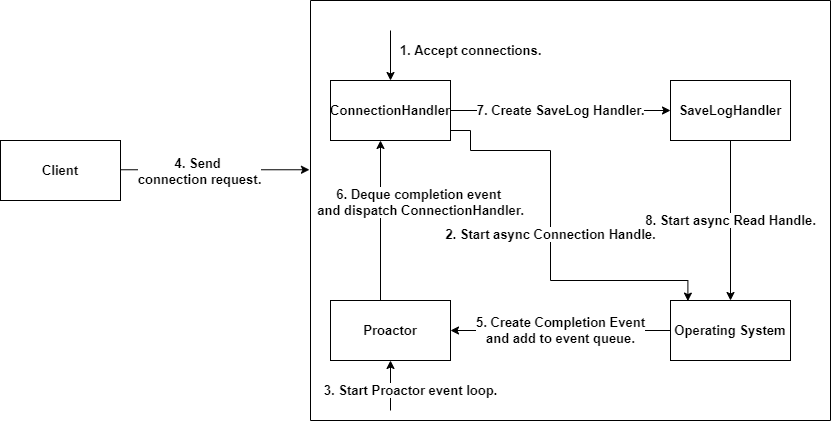 1. Accept connections.
ConnectionHandler
7. Create SaveLog Handler.
SaveLogHandler
Client
4. Send
connection request.
6. Deque completion event
and dispatch ConnectionHandler.
2. Start async Connection Handle.
8. Start async Read Handle.
Proactor
5. Create Completion Event
and add to event queue.
Operating System
3. Start Proactor event loop.